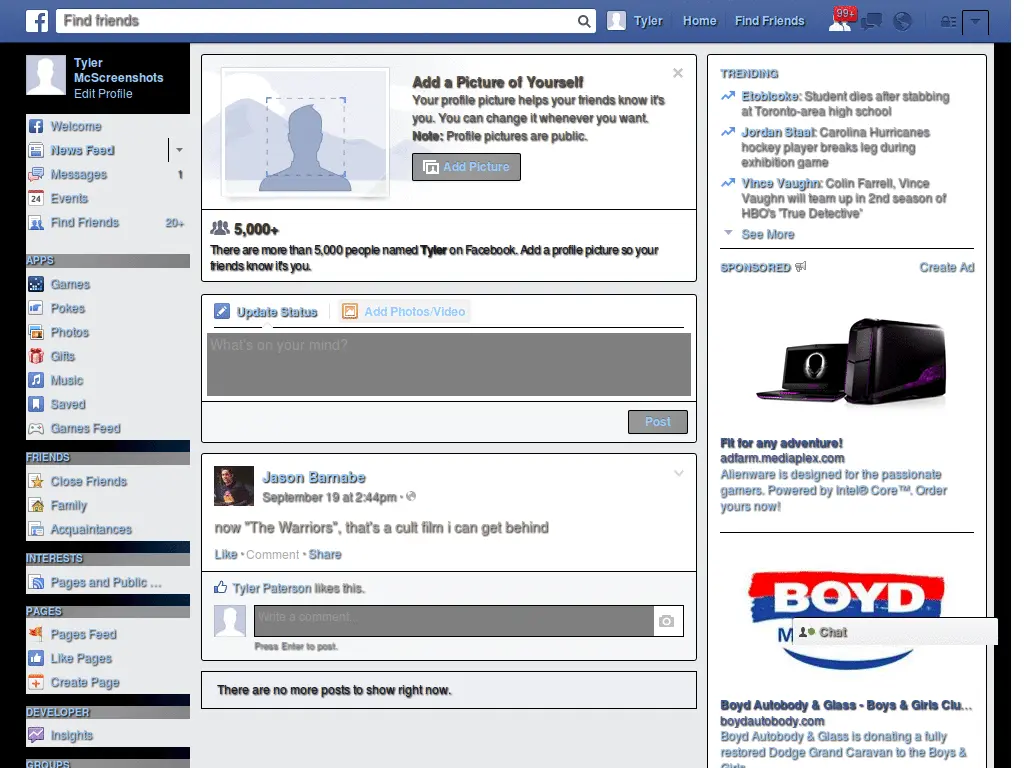 Find friends
Tyler
Home
Find Friends
99+
Tyler
McScreenshots
Edit Profile
Welcome
News Feed
Messages 1
24 Events
Find Friends 20+
APPS
Games
Pokes
Photos
Gifts
Music
Saved
Games Feed
FRIENDS
Close Friends
Family
Acquaintances
INTERESTS
Pages and Public ...
PAGES
Pages Feed
Like Pages
Create Page
DEVELOPER
Insights
GROUPS
Add a Picture of Yourself
Your profile picture helps your friends know it's
you. You can change it whenever you want.
Note: Profile pictures are public.
Add Picture
5,000+
There are more than 5,000 people named Tyler on Facebook. Add a profile picture so your
friends know it's you.
Update Status
Add Photos/Video
What's on your mind?
Post
Jason Barnabe
September 19 at 2:44pm ·
now "The Warriors", that's a cult film i can get behind
Like · Comment · Share
Tyler Paterson likes this.
Write a comment...
Press Enter to post.
There are no more posts to show right now.
TRENDING
Etobicoke: Student dies after stabbing
at Toronto-area high school
Jordan Staal: Carolina Hurricanes
hockey player breaks leg during
exhibition game
Vince Vaughn: Colin Farrell, Vince
Vaughn will team up in 2nd season of
HBO's 'True Detective'
See More
SPONSORED
Create Ad
Fit for any adventure!
adfarm.mediaplex.com
Alienware is designed for the passionate
gamers. Powered by Intel® Core™. Order
yours now!
BOYD
Chat
Boyd Autobody & Glass - Boys & Girls Clu...
boydautobody.com
Boyd Autobody & Glass is donating a fully
restored Dodge Grand Caravan to the Boys &
Girls